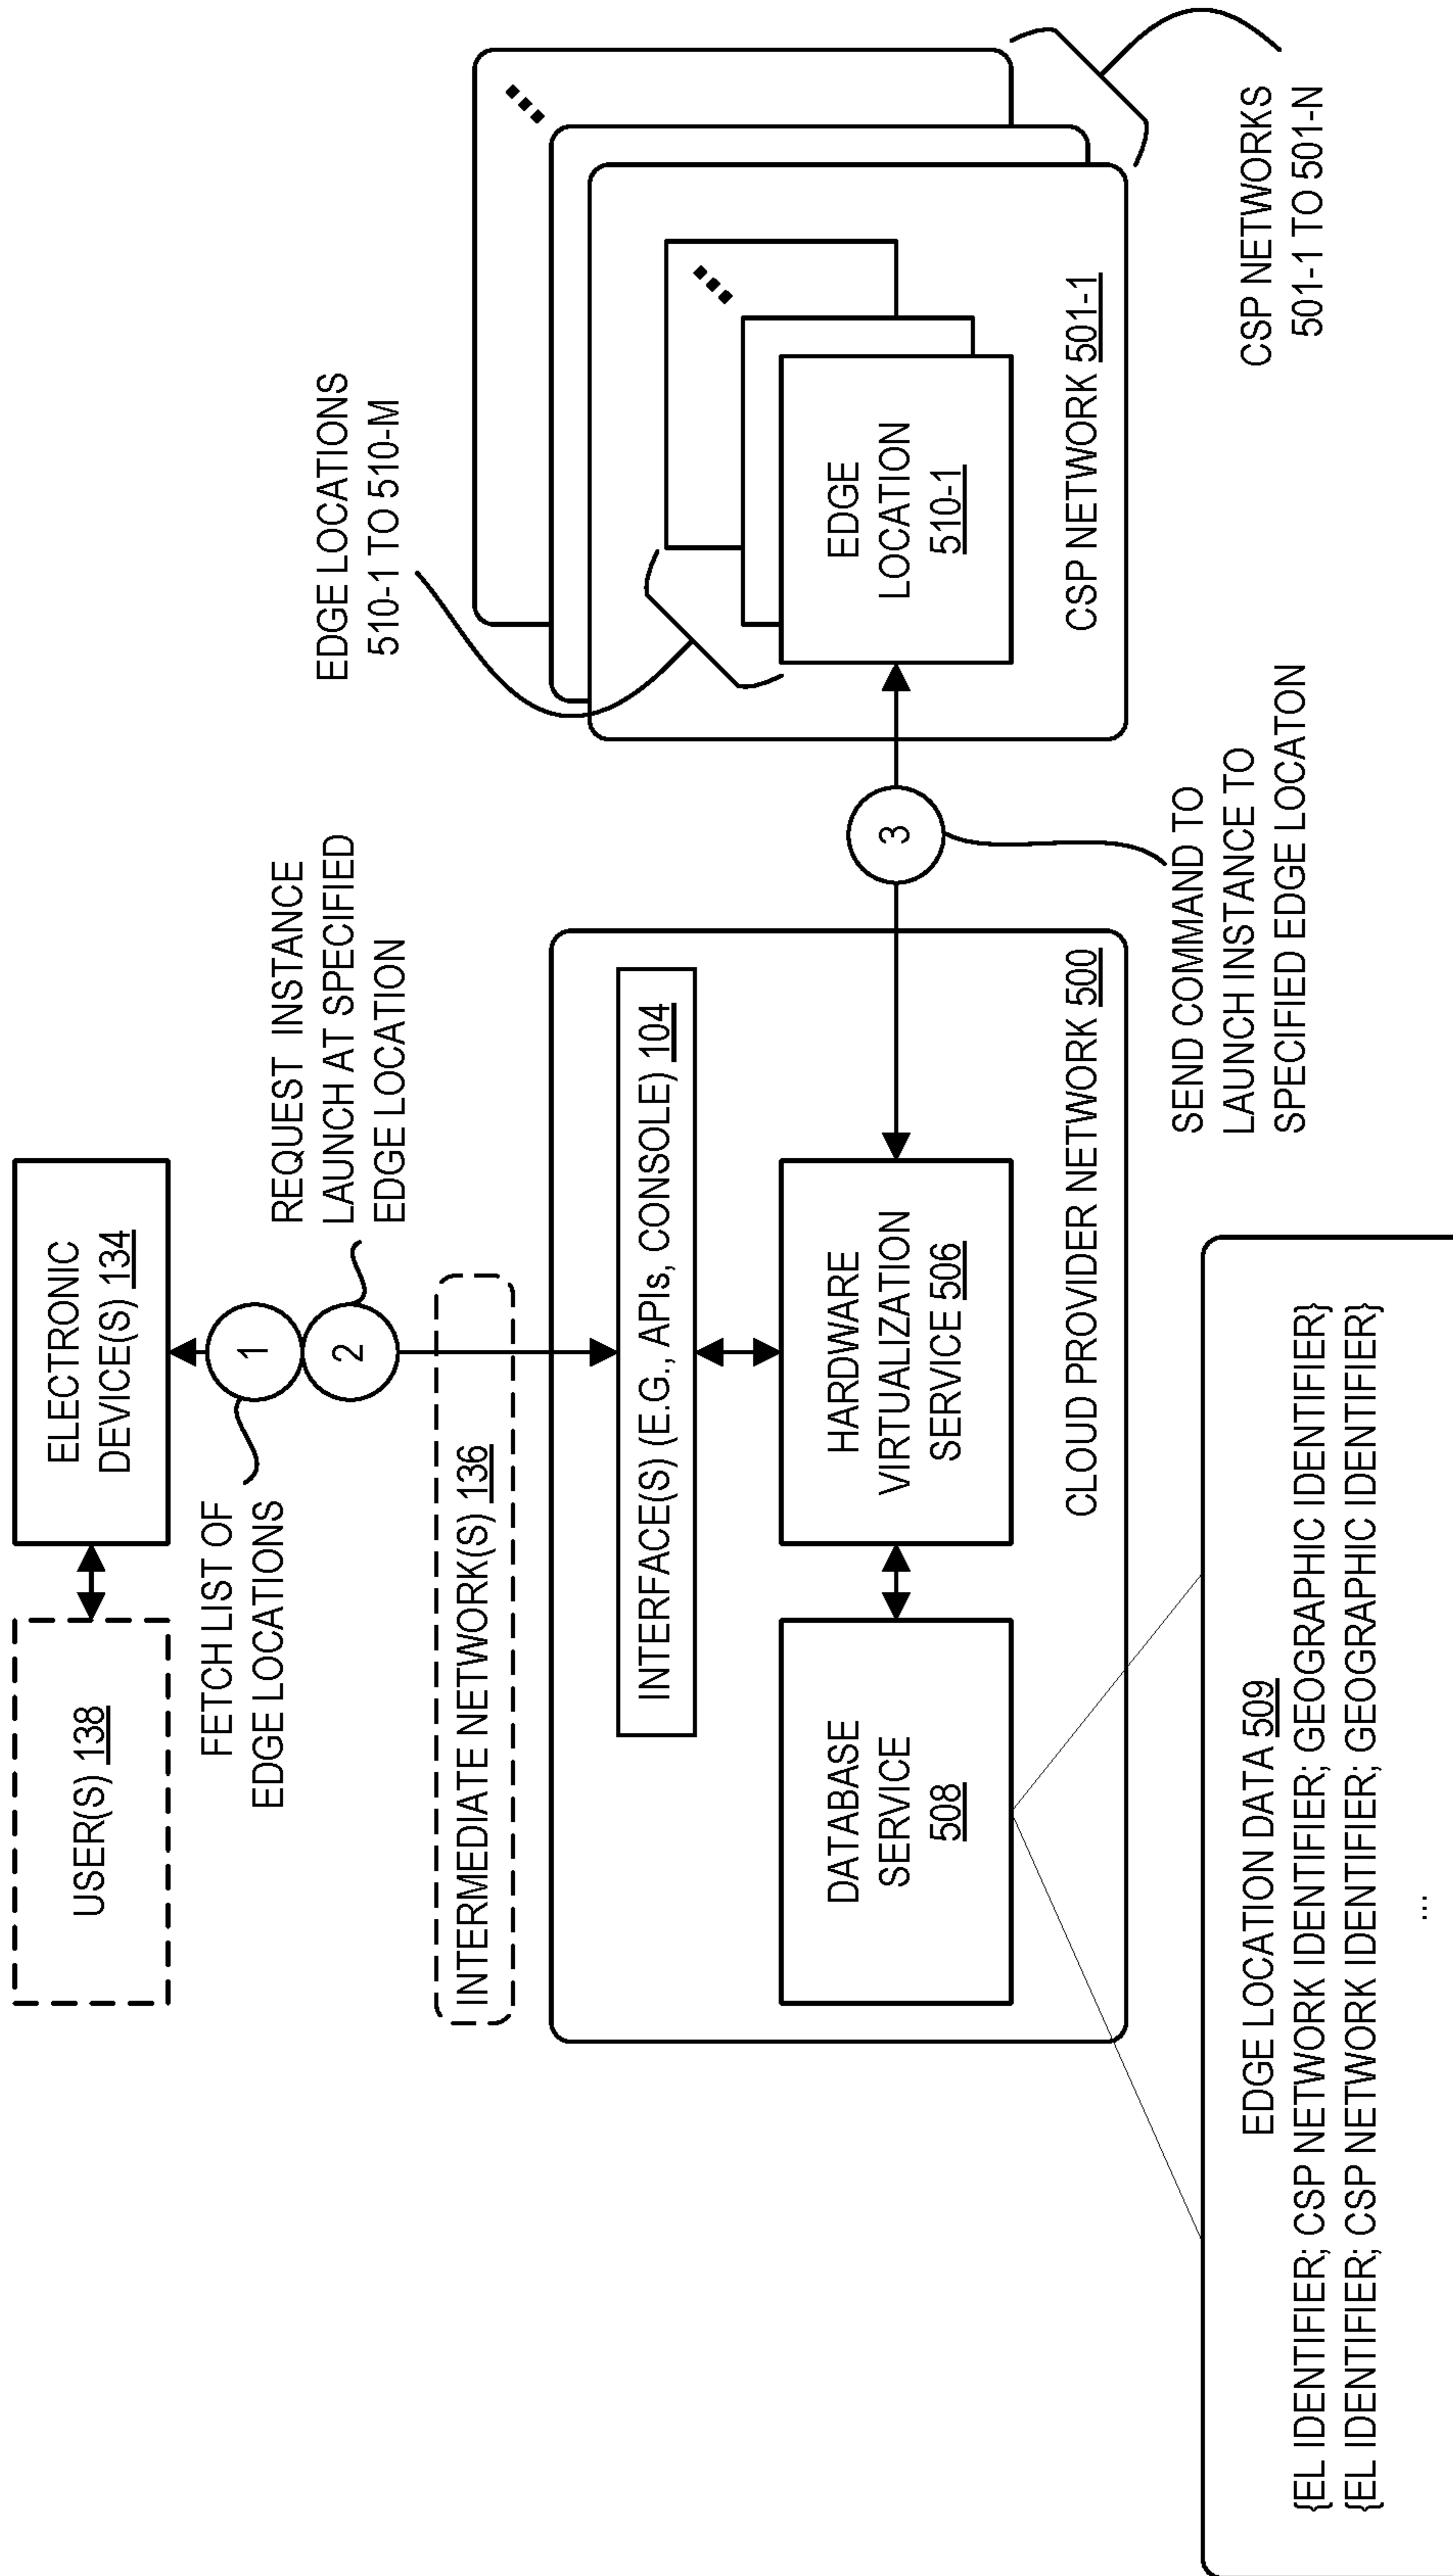 USER(S) 138
ELECTRONIC
DEVICE(S) 134
FETCH LIST OF
EDGE LOCATIONS
1
2
REQUEST INSTANCE
LAUNCH AT SPECIFIED
EDGE LOCATION
INTERMEDIATE NETWORK(S) 136
INTERFACE(S) (E.G., APIs, CONSOLE) 104
DATABASE
SERVICE
508
HARDWARE
VIRTUALIZATION
SERVICE 506
CLOUD PROVIDER NETWORK 500
3
SEND COMMAND TO
LAUNCH INSTANCE TO
SPECIFIED EDGE LOCATON
EDGE LOCATIONS
510-1 TO 510-M
EDGE
LOCATION
510-1
CSP NETWORK 501-1
CSP NETWORKS
501-1 TO 501-N
EDGE LOCATION DATA 509
{EL IDENTIFIER; CSP NETWORK IDENTIFIER; GEOGRAPHIC IDENTIFIER}
{EL IDENTIFIER; CSP NETWORK IDENTIFIER; GEOGRAPHIC IDENTIFIER}
...